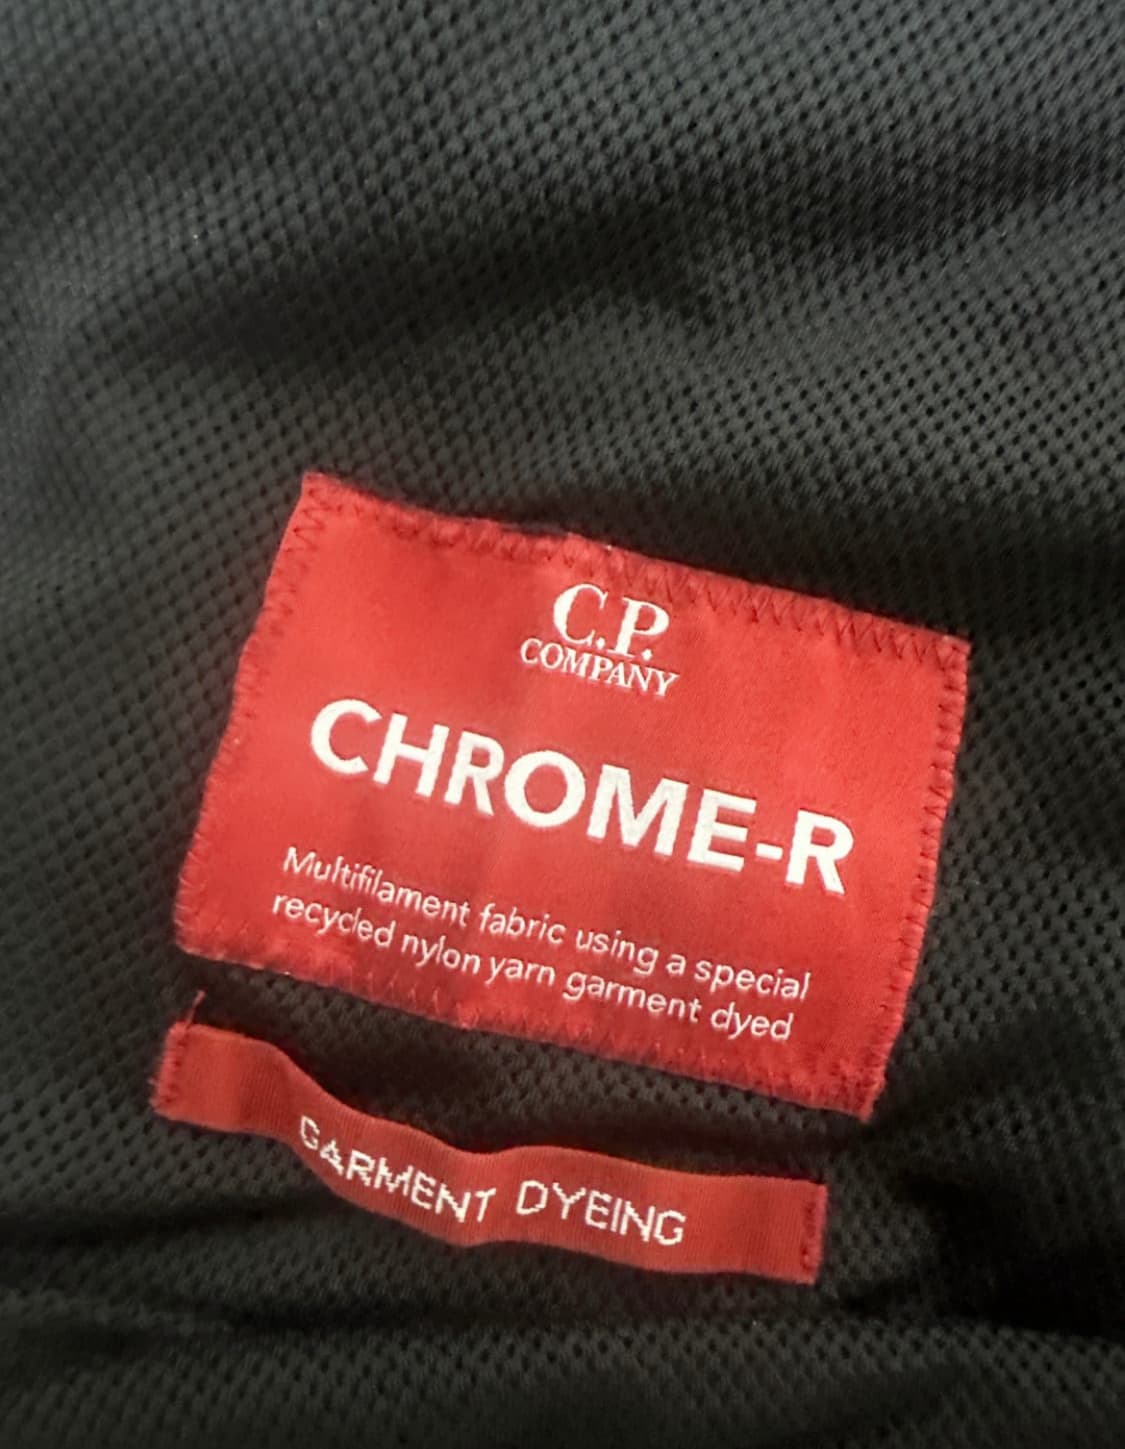 C.P.
COMPANY
CHROME-R
Multifilament fabric using a special
recycled nylon yarn garment dyed
GARMENT DYEING